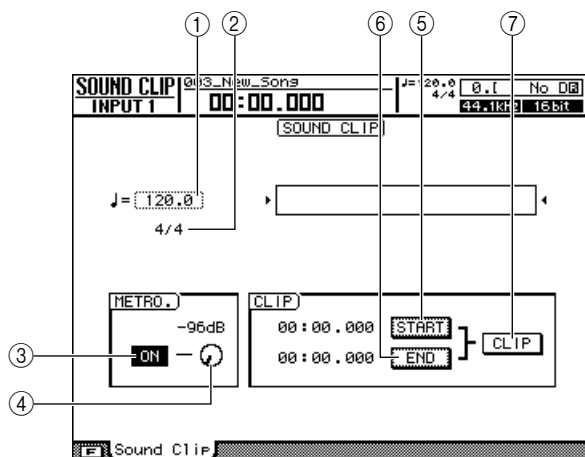 ① ② ⑥ ⑤ ⑦
SOUND CLIP 003_New_Song ♩=120.0 0.[ No D
INPUT 1 00:00.000 4/4 44.1kHz 16bit
SOUND CLIP
♩= 120.0
4/4
METRO. CLIP
-96dB 00:00.000 START
③ ON 00:00.000 END CLIP
④
F Sound Clip